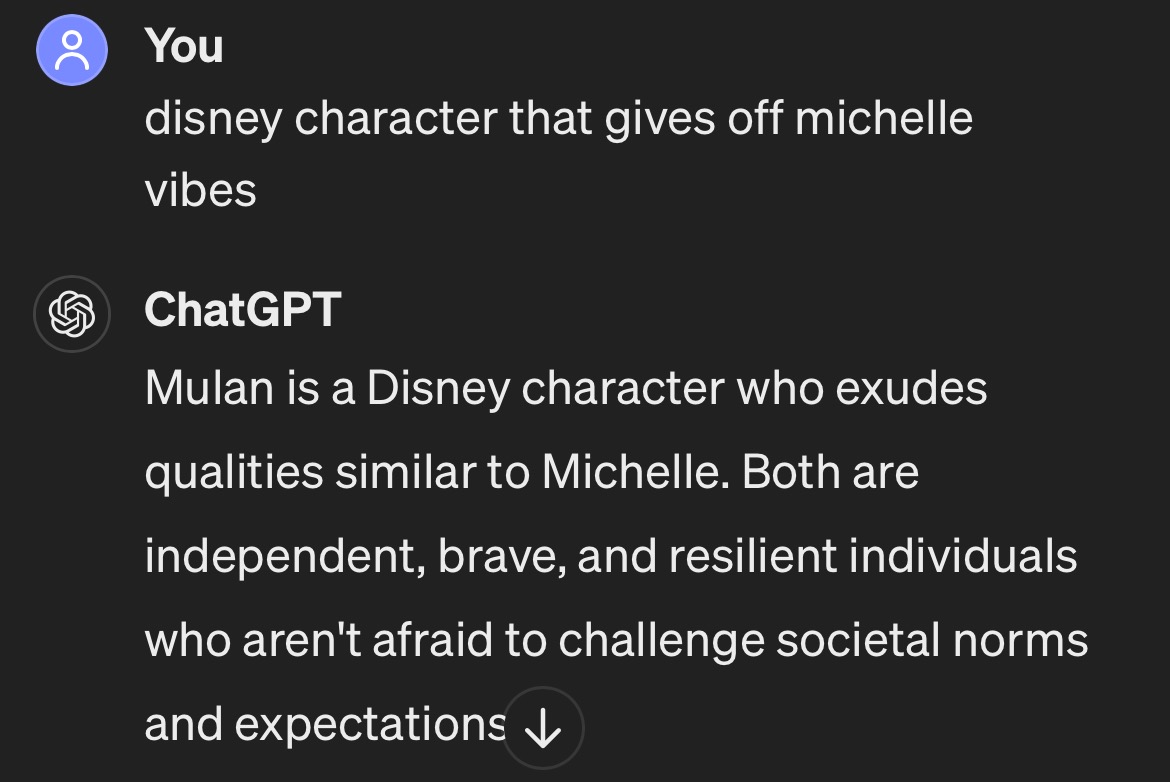 You
disney character that gives off michelle
vibes
ChatGPT
Mulan is a Disney character who exudes
qualities similar to Michelle. Both are
independent, brave, and resilient individuals
who aren't afraid to challenge societal norms
and expectations